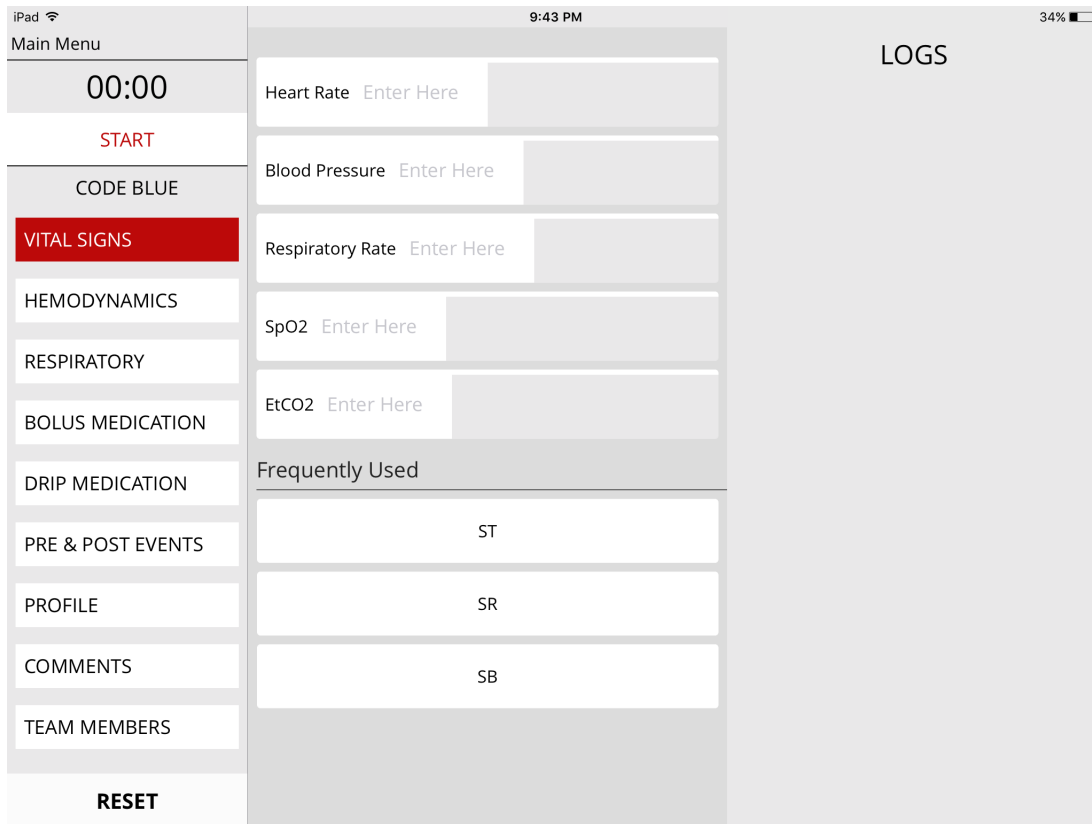 iPad
9:43 PM
34%
Main Menu
00:00
START
CODE BLUE
VITAL SIGNS
HEMODYNAMICS
RESPIRATORY
BOLUS MEDICATION
DRIP MEDICATION
PRE & POST EVENTS
PROFILE
COMMENTS
TEAM MEMBERS
RESET
Heart Rate Enter Here
Blood Pressure Enter Here
Respiratory Rate Enter Here
SpO2 Enter Here
EtCO2 Enter Here
Frequently Used
ST
SR
SB
LOGS